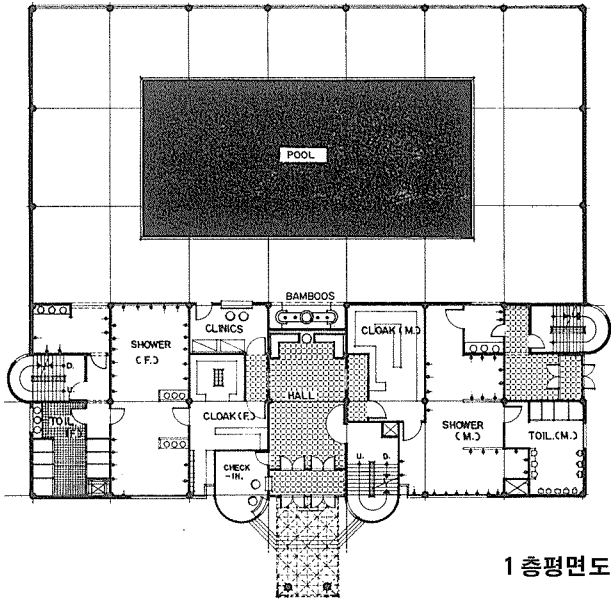 POOL
BAMBOOS
CLINICS
CLOAK (M.)
SHOWER
(F.)
HALL
D.
U.
TOIL.
(F.)
CLOAK(F.)
SHOWER
(M.)
TOIL.(M.)
CHECK
-IN.
U. D.
1층평면도